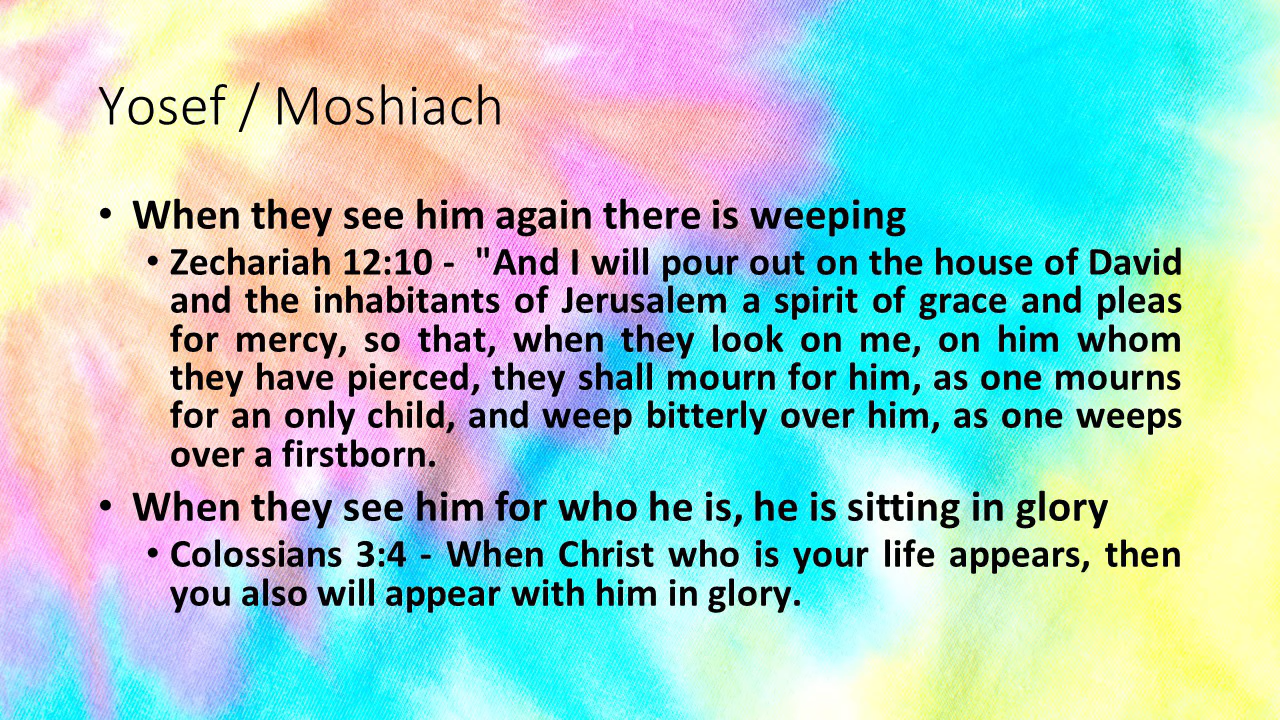 Yosef / Moshiach
• When they see him again there is weeping
• Zechariah 12:10 -  "And I will pour out on the house of David
and the inhabitants of Jerusalem a spirit of grace and pleas
for mercy, so that, when they look on me, on him whom
they have pierced, they shall mourn for him, as one mourns
for an only child, and weep bitterly over him, as one weeps
over a firstborn.
• When they see him for who he is, he is sitting in glory
• Colossians 3:4 - When Christ who is your life appears, then
you also will appear with him in glory.